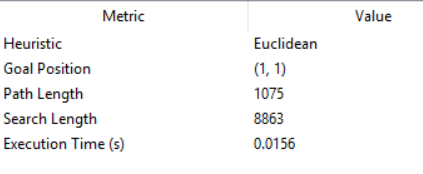 Metric Value
Heuristic Euclidean
Goal Position (1, 1)
Path Length 1075
Search Length 8863
Execution Time (s) 0.0156